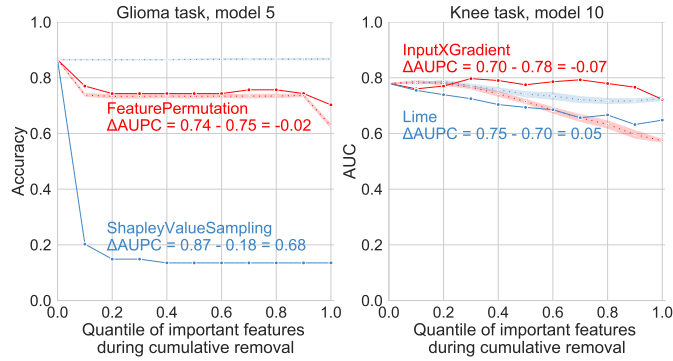 Glioma task, model 5
1.0
0.8
0.6
0.4
0.2
0.0
Accuracy
FeaturePermutation
ΔAUPC = 0.74 - 0.75 = -0.02
ShapleyValueSampling
ΔAUPC = 0.87 - 0.18 = 0.68
0.0 0.2 0.4 0.6 0.8 1.0
Quantile of important features
during cumulative removal
Knee task, model 10
1.0
0.8
0.6
0.4
0.2
0.0
AUC
InputXGradient
ΔAUPC = 0.70 - 0.78 = -0.07
Lime
ΔAUPC = 0.75 - 0.70 = 0.05
0.0 0.2 0.4 0.6 0.8 1.0
Quantile of important features
during cumulative removal